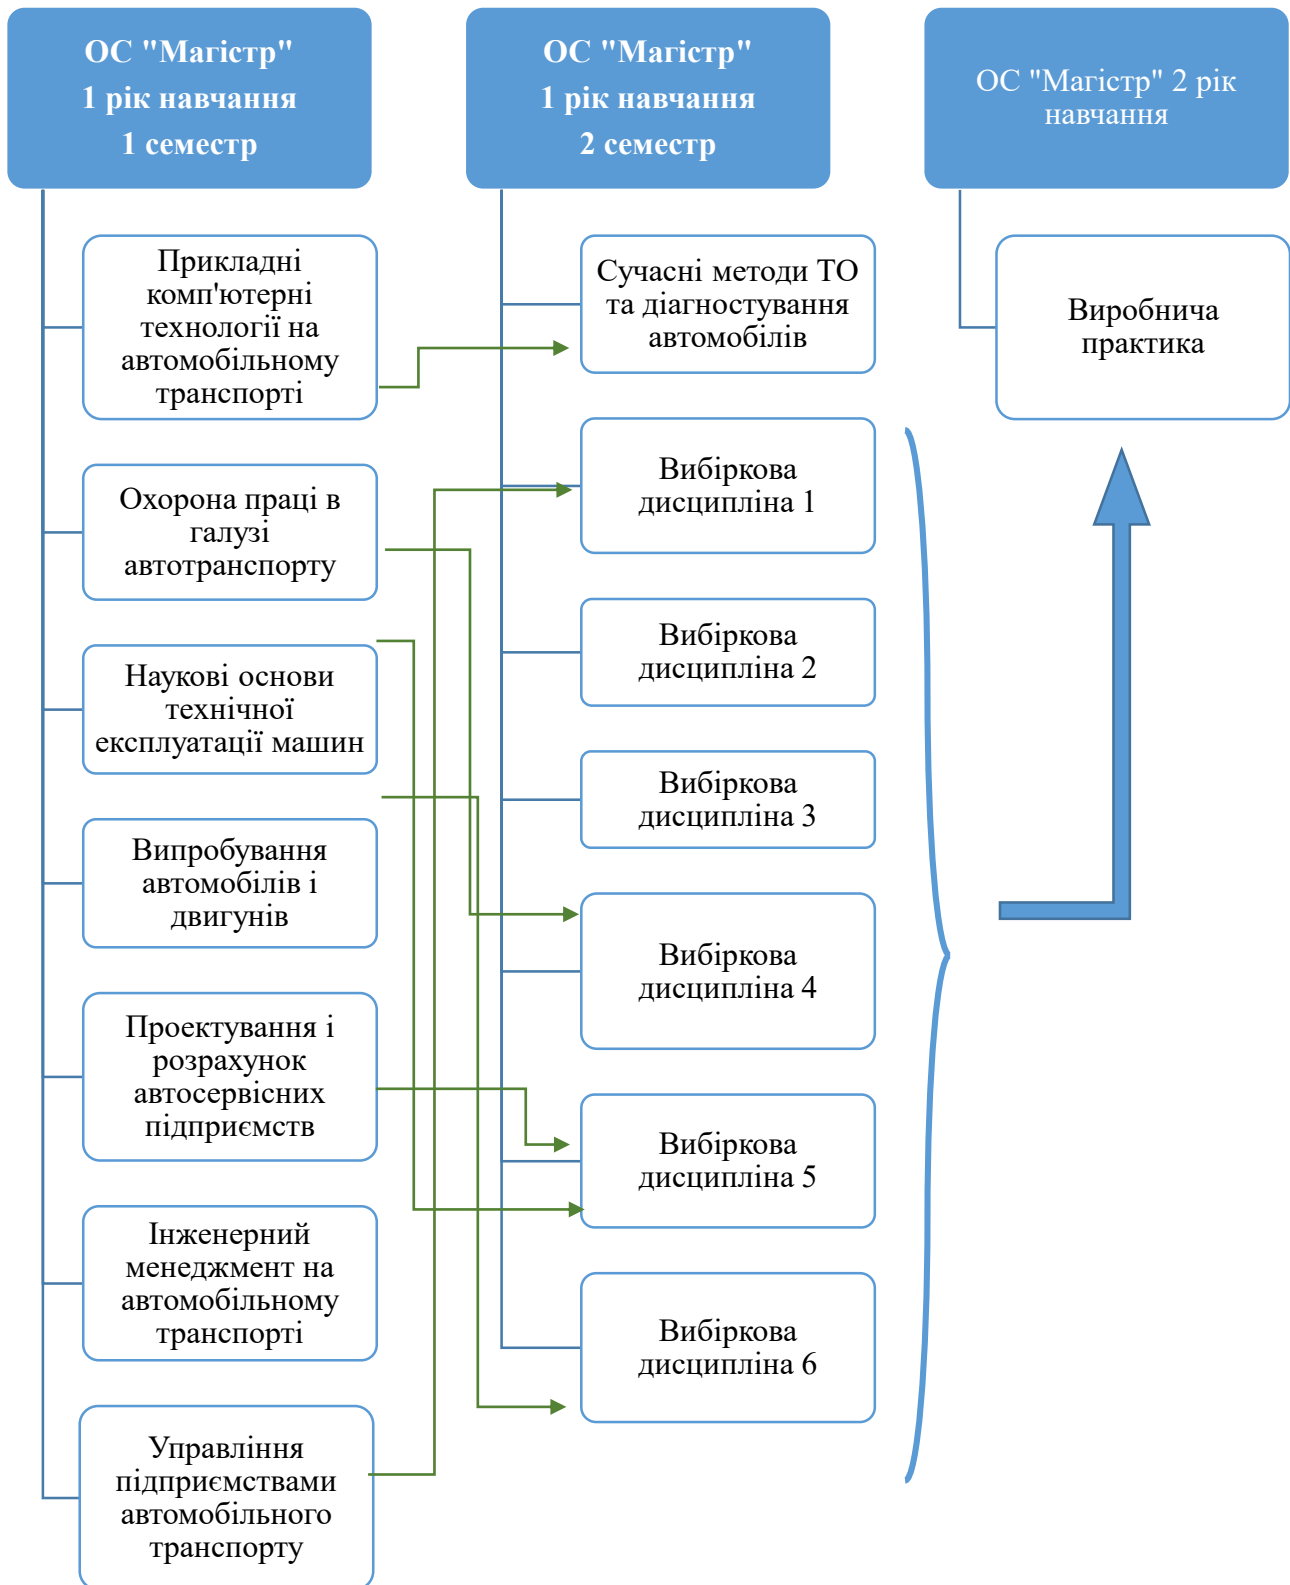 ОС "Магістр"
1 рік навчання
1 семестр
Прикладні
комп'ютерні
технології на
автомобільному
транспорті
Охорона праці в
галузі
автотранспорту
Наукові основи
технічної
експлуатації машин
Випробування
автомобілів і
двигунів
Проектування і
розрахунок
автосервісних
підприємств
Інженерний
менеджмент на
автомобільному
транспорті
Управління
підприємствами
автомобільного
транспорту
ОС "Магістр"
1 рік навчання
2 семестр
Сучасні методи ТО
та діагностування
автомобілів
Вибіркова
дисципліна 1
Вибіркова
дисципліна 2
Вибіркова
дисципліна 3
Вибіркова
дисципліна 4
Вибіркова
дисципліна 5
Вибіркова
дисципліна 6
ОС "Магістр" 2 рік
навчання
Виробнича
практика